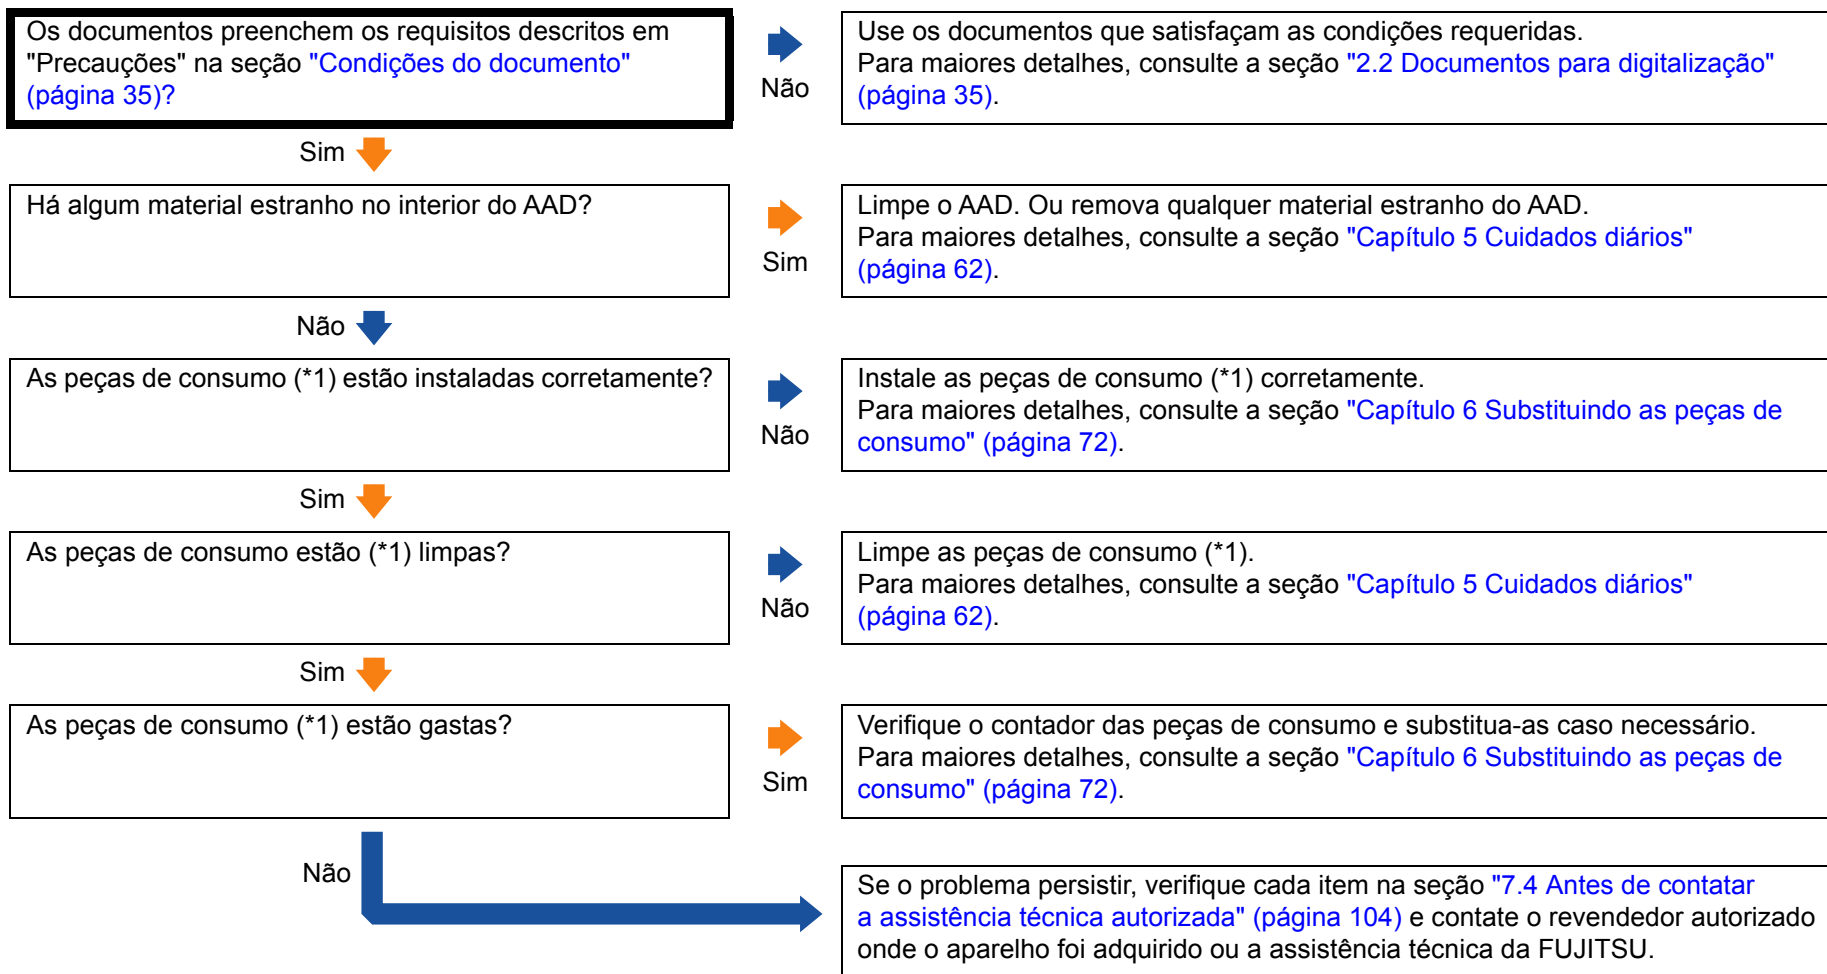 Os documentos preenchem os requisitos descritos em
"Precauções" na seção "Condições do documento"
(página 35)?
Não
Use os documentos que satisfaçam as condições requeridas.
Para maiores detalhes, consulte a seção "2.2 Documentos para digitalização"
(página 35).
Sim
Há algum material estranho no interior do AAD?
Sim
Limpe o AAD. Ou remova qualquer material estranho do AAD.
Para maiores detalhes, consulte a seção "Capítulo 5 Cuidados diários"
(página 62).
Não
As peças de consumo (*1) estão instaladas corretamente?
Não
Instale as peças de consumo (*1) corretamente.
Para maiores detalhes, consulte a seção "Capítulo 6 Substituindo as peças de
consumo" (página 72).
Sim
As peças de consumo estão (*1) limpas?
Não
Limpe as peças de consumo (*1).
Para maiores detalhes, consulte a seção "Capítulo 5 Cuidados diários"
(página 62).
Sim
As peças de consumo (*1) estão gastas?
Sim
Verifique o contador das peças de consumo e substitua-as caso necessário.
Para maiores detalhes, consulte a seção "Capítulo 6 Substituindo as peças de
consumo" (página 72).
Não
Se o problema persistir, verifique cada item na seção "7.4 Antes de contatar
a assistência técnica autorizada" (página 104) e contate o revendedor autorizado
onde o aparelho foi adquirido ou a assistência técnica da FUJITSU.